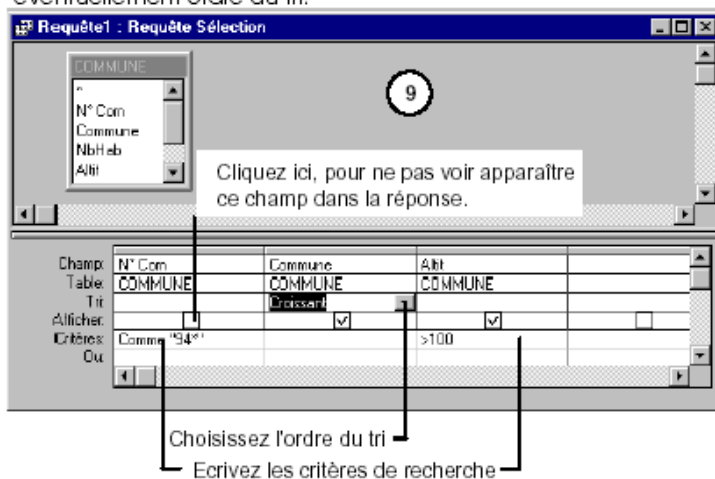 éventuellement ordre du tri.
Requête1 : Requête Sélection
COMMUNE
*
N° Com
Commune
NbHab
Altit
9
Cliquez ici, pour ne pas voir apparaître
ce champ dans la réponse.
Champ: N° Com Commune Altit
Table: COMMUNE COMMUNE COMMUNE
Tri: Croissant
Afficher:
Critères: Comme "94*" >100
Ou:
Choisissez l'ordre du tri
Ecrivez les critères de recherche